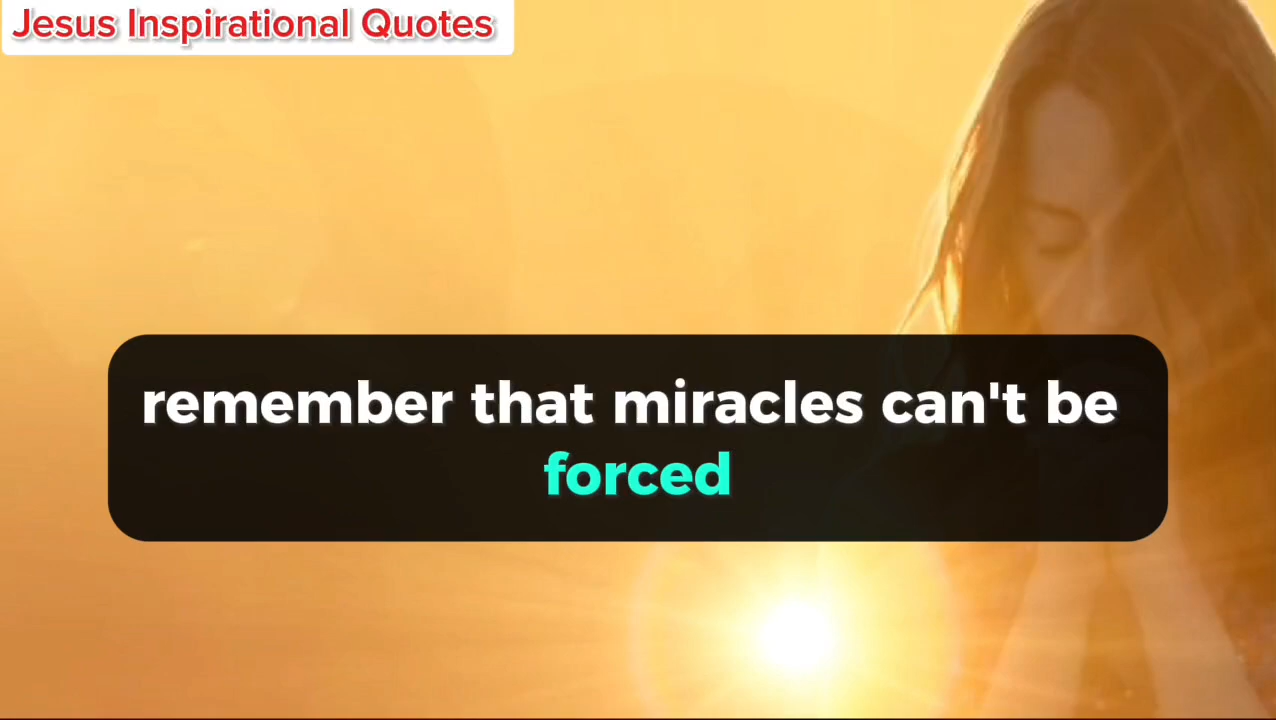 Jesus Inspirational Quotes
remember that miracles can't be
forced